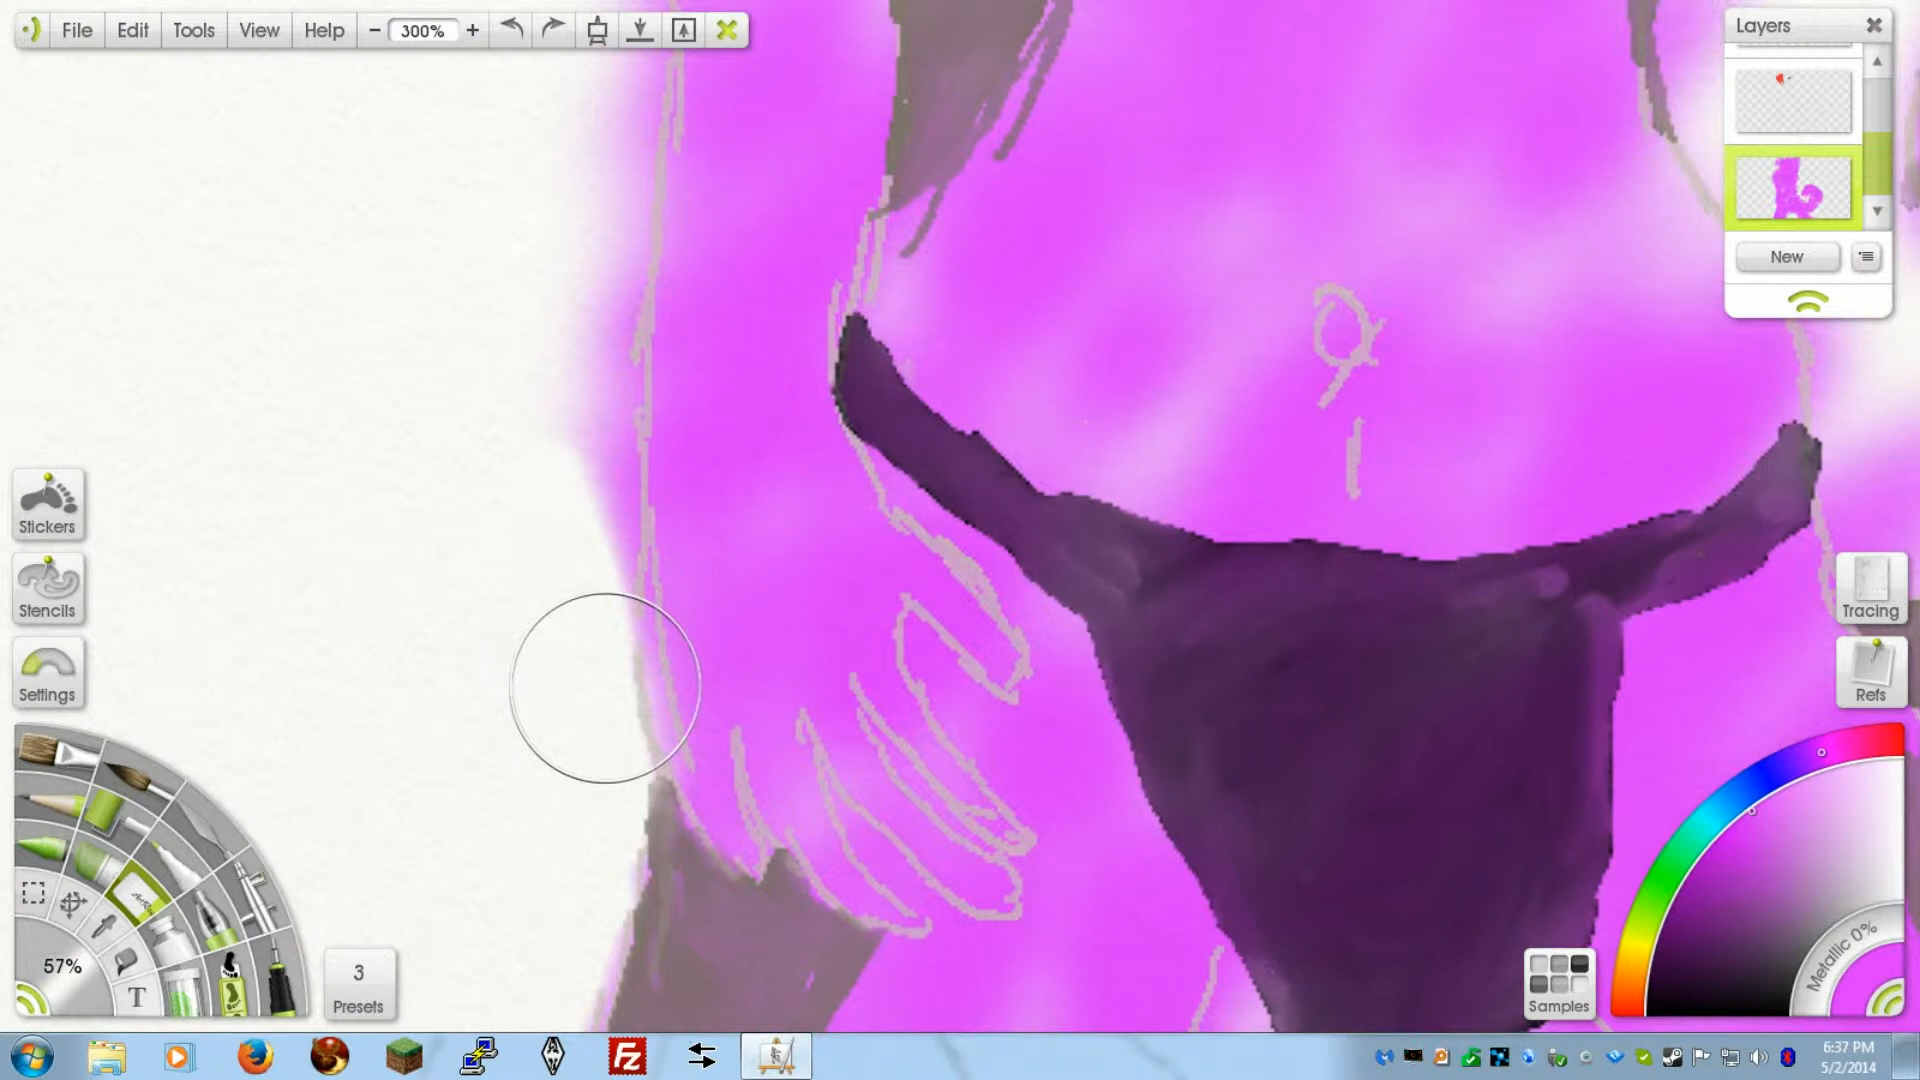 File Edit Tools View Help − 300% +
Layers
New
Stickers
Stencils
Settings
Tracing
Refs
57%
T
3
Presets
Metallic 0%
Samples
FZ
6:37 PM
5/2/2014